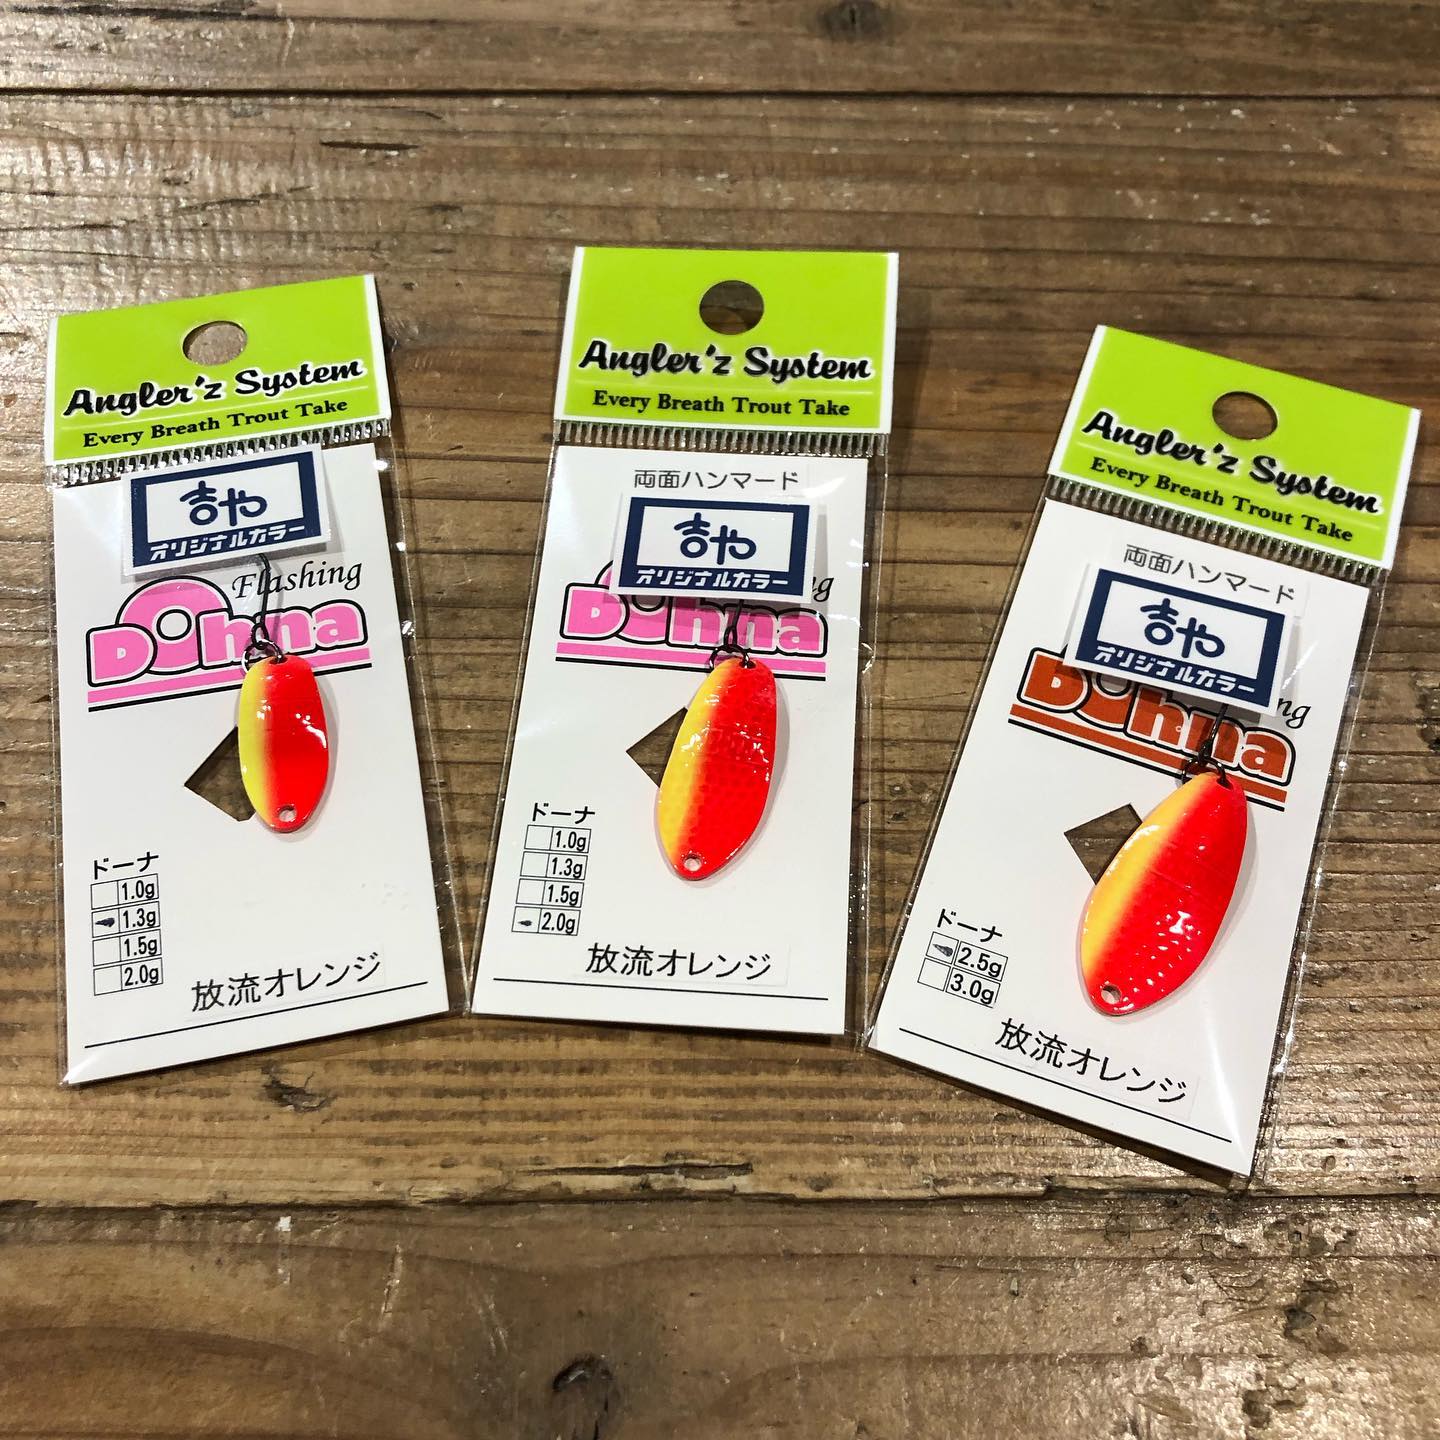 Angler'z System
Every Breath Trout Take
吉や
オリジナルカラー
Flashing
Dohna
ドーナ
1.0g
1.3g
1.5g
2.0g
放流オレンジ
Angler'z System
Every Breath Trout Take
両面ハンマード
吉や
オリジナルカラー
Dohna
ドーナ
1.0g
1.3g
1.5g
2.0g
放流オレンジ
Angler'z System
Every Breath Trout Take
両面ハンマード
吉や
オリジナルカラー
Dohna
ドーナ
2.5g
3.0g
放流オレンジ